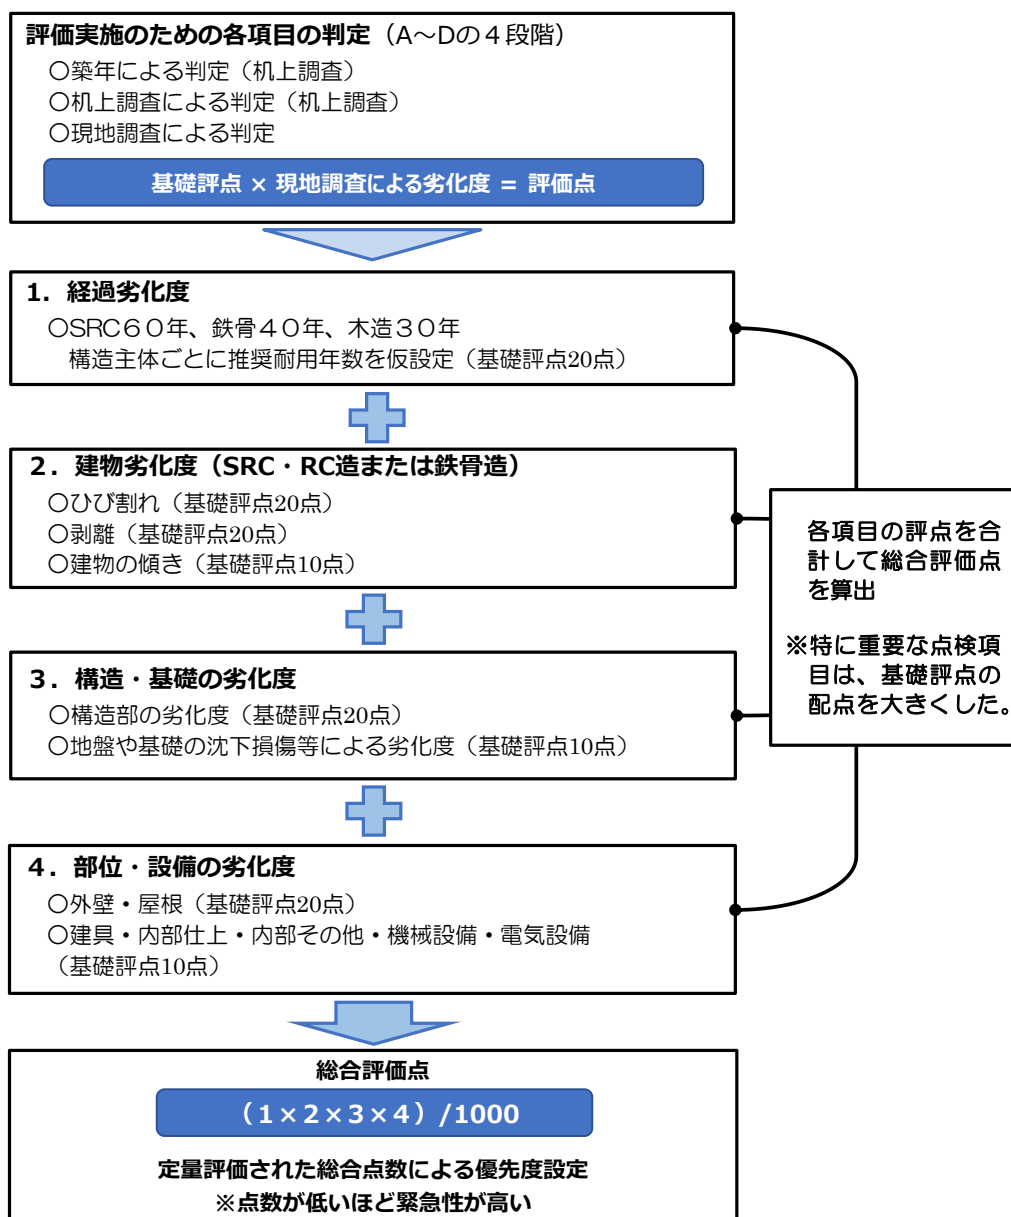 評価実施のための各項目の判定（A～Dの４段階）
〇築年による判定（机上調査）
〇机上調査による判定（机上調査）
〇現地調査による判定
基礎評点 × 現地調査による劣化度 = 評価点
1．経過劣化度
〇SRC６０年、鉄骨４０年、木造３０年
構造主体ごとに推奨耐用年数を仮設定（基礎評点20点）
２．建物劣化度（SRC・RC造または鉄骨造）
〇ひび割れ（基礎評点20点）
〇剥離（基礎評点20点）
〇建物の傾き（基礎評点10点）
３．構造・基礎の劣化度
〇構造部の劣化度（基礎評点20点）
〇地盤や基礎の沈下損傷等による劣化度（基礎評点10点）
４．部位・設備の劣化度
〇外壁・屋根（基礎評点20点）
〇建具・内部仕上・内部その他・機械設備・電気設備
（基礎評点10点）
各項目の評点を合
計して総合評価点
を算出
※特に重要な点検項
目は、基礎評点の
配点を大きくした。
総合評価点
（１×２×３×４）/1000
定量評価された総合点数による優先度設定
※点数が低いほど緊急性が高い